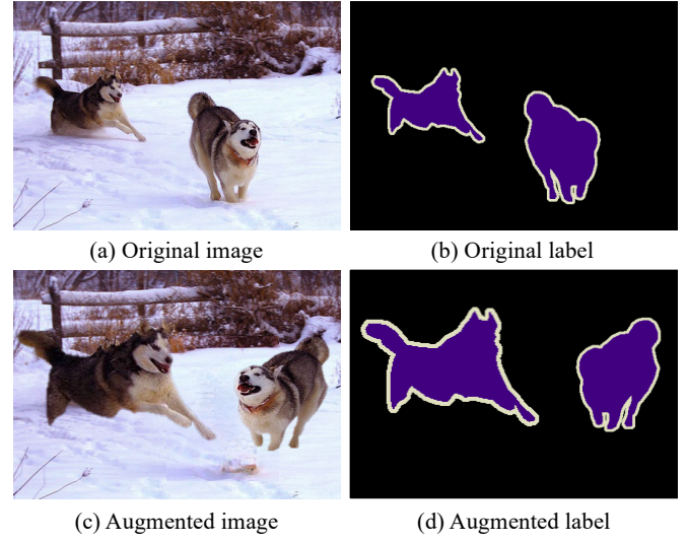 (a) Original image
(b) Original label
(c) Augmented image
(d) Augmented label